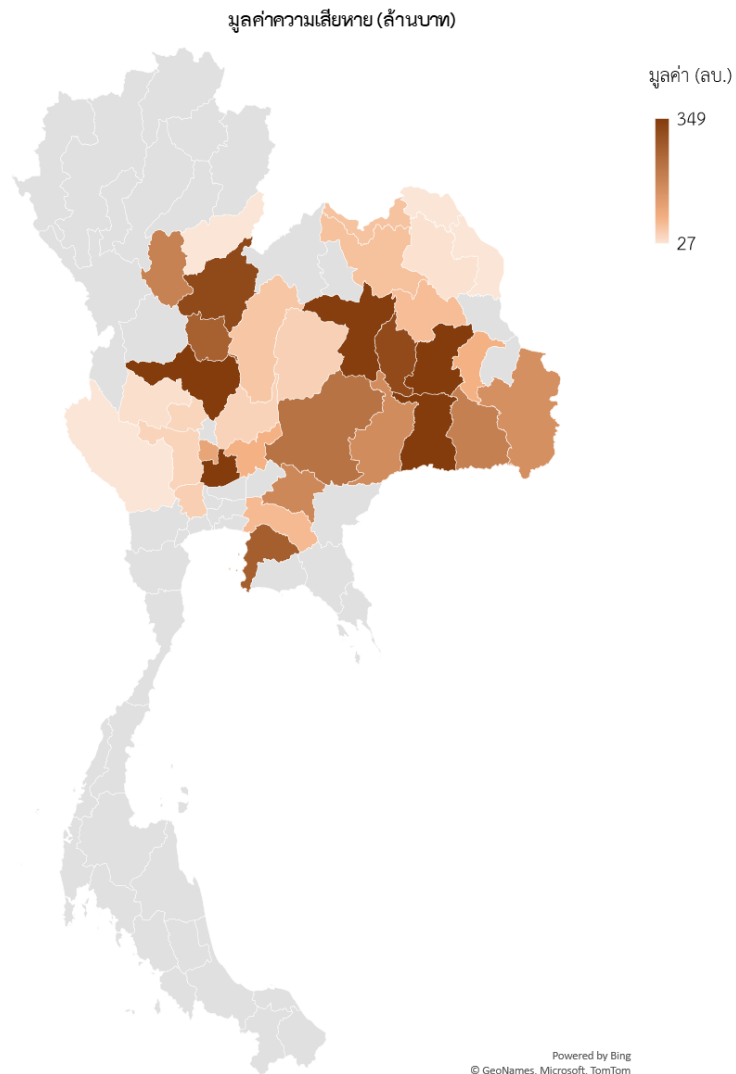 มูลค่าความเสียหาย (ล้านบาท)
มูลค่า (ลบ.)
349
27
Powered by Bing
© GeoNames, Microsoft, TomTom